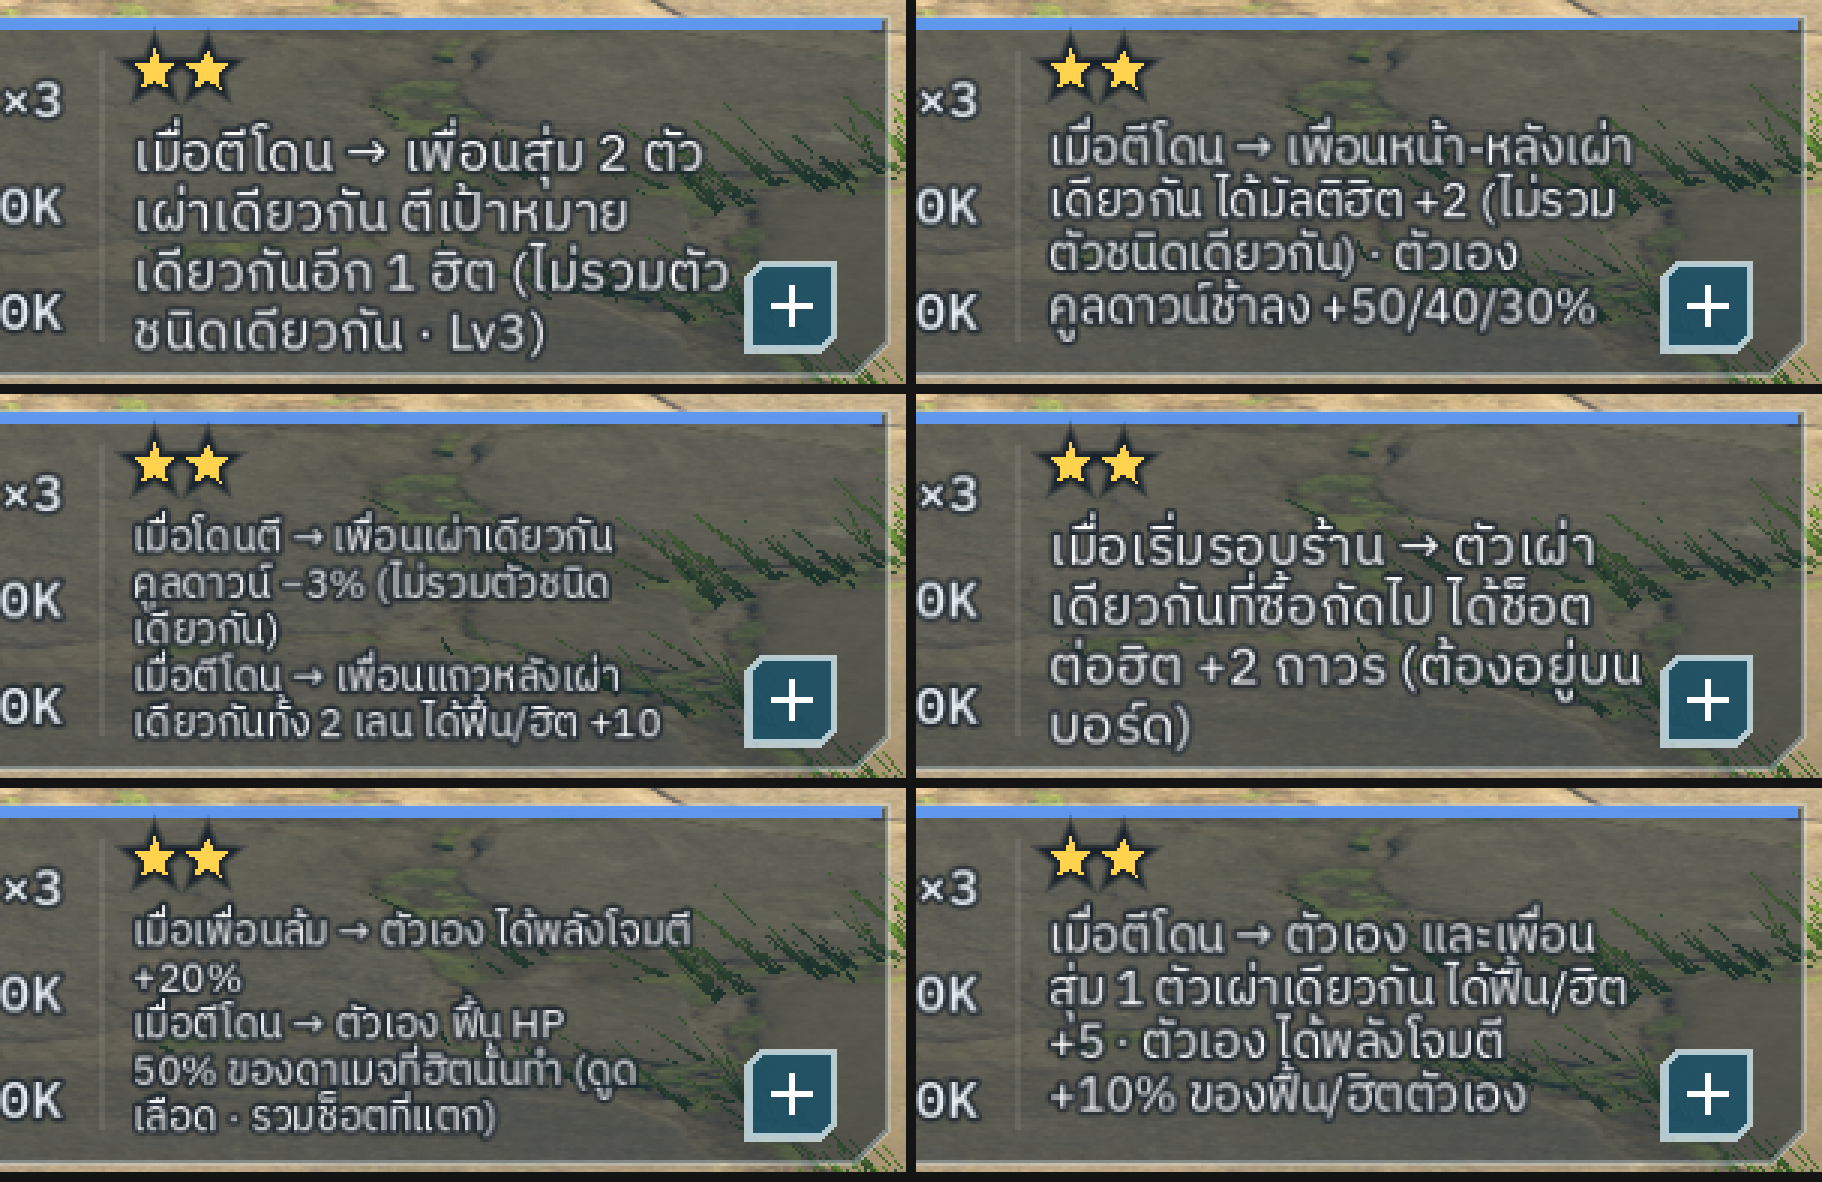 ×3
0K
0K
เมื่อตีโดน → เพื่อนสุ่ม 2 ตัว
เผ่าเดียวกัน ตีเป้าหมาย
เดียวกันอีก 1 ฮิต (ไม่รวมตัว
ชนิดเดียวกัน · Lv3)
+
×3
0K
0K
เมื่อตีโดน → เพื่อนหน้า-หลังเผ่า
เดียวกัน ได้มัลติฮิต +2 (ไม่รวม
ตัวชนิดเดียวกัน) · ตัวเอง
คูลดาวน์ช้าลง +50/40/30%
+
×3
0K
0K
เมื่อโดนตี → เพื่อนเผ่าเดียวกัน
คูลดาวน์ −3% (ไม่รวมตัวชนิด
เดียวกัน)
เมื่อตีโดน → เพื่อนแถวหลังเผ่า
เดียวกันทั้ง 2 เลน ได้ฟื้น/ฮิต +10
+
×3
0K
0K
เมื่อเริ่มรอบร้าน → ตัวเผ่า
เดียวกันที่ซื้อถัดไป ได้ช็อต
ต่อฮิต +2 ถาวร (ต้องอยู่บน
บอร์ด)
+
×3
0K
0K
เมื่อเพื่อนล้ม → ตัวเอง ได้พลังโจมตี
+20%
เมื่อตีโดน → ตัวเอง ฟื้น HP
50% ของดาเมจที่ฮิตนั้นทำ (ดูด
เลือด · รวมช็อตที่แตก)
+
×3
0K
0K
เมื่อตีโดน → ตัวเอง และเพื่อน
สุ่ม 1 ตัวเผ่าเดียวกัน ได้ฟื้น/ฮิต
+5 · ตัวเอง ได้พลังโจมตี
+10% ของฟื้น/ฮิตตัวเอง
+